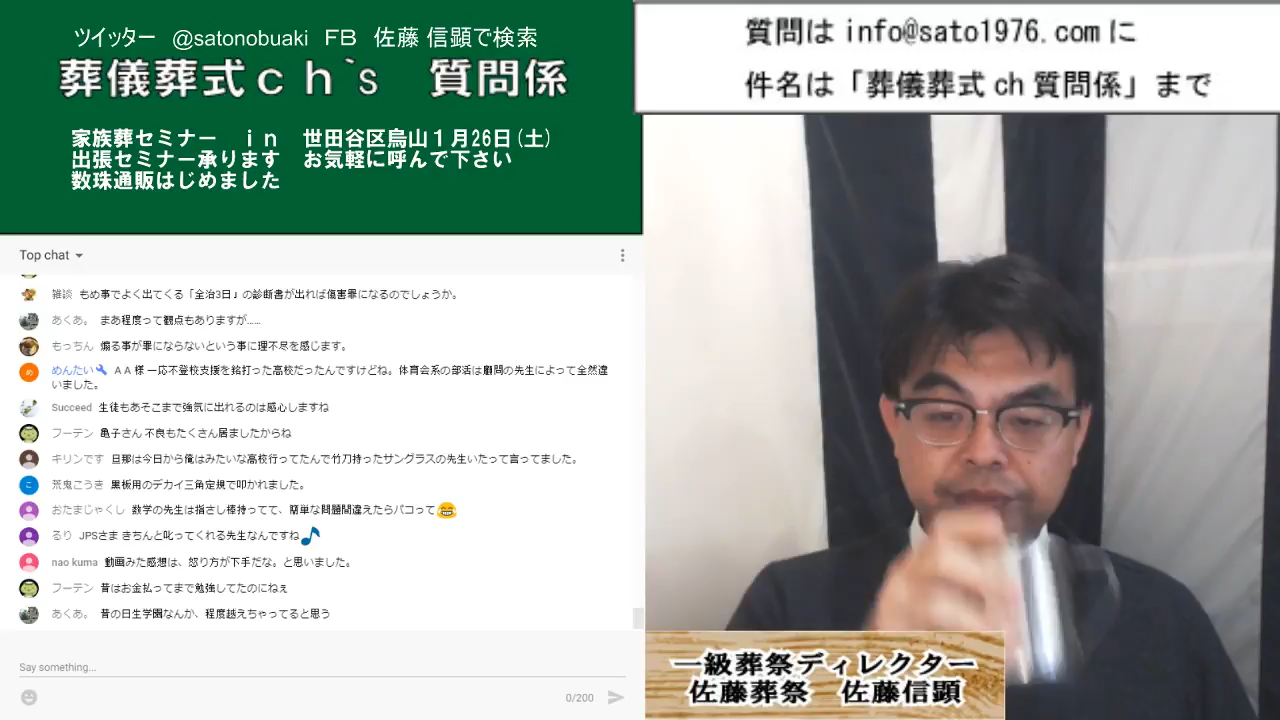 ツイッター　@satonobuaki　ＦＢ　佐藤 信顕で検索
葬儀葬式ｃｈ`s　質問係
家族葬セミナー　ｉｎ　世田谷区烏山１月26日(土)
出張セミナー承ります　お気軽に呼んで下さい
数珠通販はじめました
質問は info@sato1976.com に
件名は「葬儀葬式 ch 質問係」まで
Top chat
雑談 もめ事でよく出てくる「全治3日」の診断書が出れば傷害罪になるのでしょうか。
あくあ。 まあ程度って観点もありますが……
もっちん 煽る事が罪にならないという事に理不尽を感じます。
めんたい ＡＡ様 一応不登校支援を銘打った高校だったんですけどね。体育会系の部活は顧問の先生によって全然違
いました。
Succeed 生徒もあそこまで強気に出れるのは感心しますね
フーテン 亀子さん 不良もたくさん居ましたからね
キリンです 旦那は今日から俺はみたいな高校行ってたんで竹刀持ったサングラスの先生いたって言ってました。
荒鬼こうき 黒板用のデカイ三角定規で叩かれました。
おたまじゃくし 数学の先生は指さし棒持ってて、簡単な問題間違えたらパコって😂
るり JPSさま きちんと叱ってくれる先生なんですね🎵
nao kuma 動画みた感想は、怒り方が下手だな。と思いました。
フーテン 昔はお金払ってまで勉強してたのにねぇ
あくあ。 昔の日生学園なんか、程度越えちゃってると思う
Say something...
0/200
一級葬祭ディレクター
佐藤葬祭　佐藤信顕